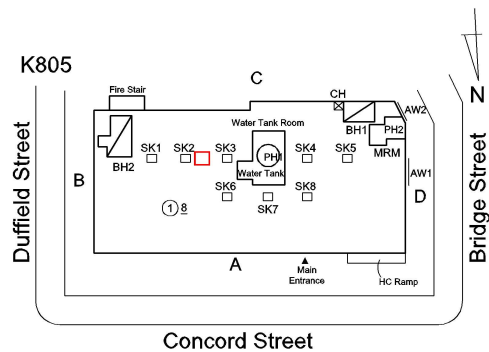 K805
Fire Stair
C
CH
N
AW2
Water Tank Room
BH1
PH2
SK1
SK2
SK3
PH1
SK4
SK5
MRM
BH2
Water Tank
AW1
B
D
SK6
SK7
SK8
1 8
A
Main
Entrance
HC Ramp
Duffield Street
Bridge Street
Concord Street